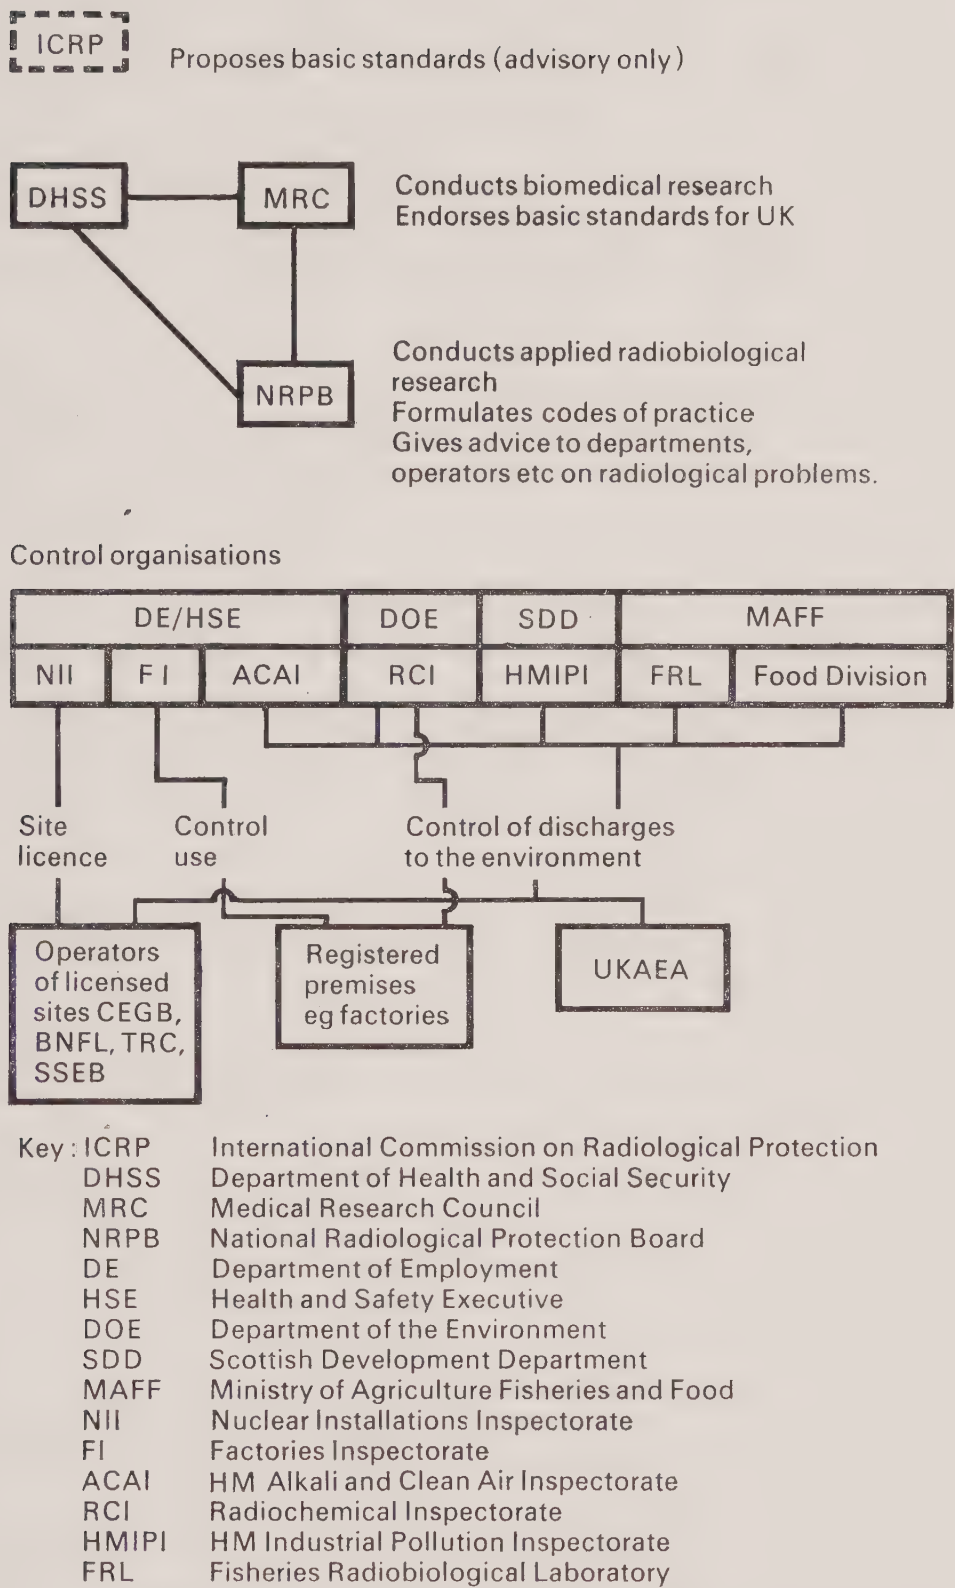 ICRP
Proposes basic standards (advisory only)
DHSS
MRC
Conducts biomedical research
Endorses basic standards for UK
NRPB
Conducts applied radiobiological
research
Formulates codes of practice
Gives advice to departments,
operators etc on radiological problems.
Control organisations
DE/HSE DOE SDD MAFF
NII FI ACAI RCI HMIPI FRL Food Division
Site
licence
Control
use
Control of discharges
to the environment
Operators
of licensed
sites CEGB,
BNFL, TRC,
SSEB
Registered
premises
eg factories
UKAEA
Key: ICRP International Commission on Radiological Protection
DHSS Department of Health and Social Security
MRC Medical Research Council
NRPB National Radiological Protection Board
DE Department of Employment
HSE Health and Safety Executive
DOE Department of the Environment
SDD Scottish Development Department
MAFF Ministry of Agriculture Fisheries and Food
NII Nuclear Installations Inspectorate
FI Factories Inspectorate
ACAI HM Alkali and Clean Air Inspectorate
RCI Radiochemical Inspectorate
HMIPI HM Industrial Pollution Inspectorate
FRL Fisheries Radiobiological Laboratory